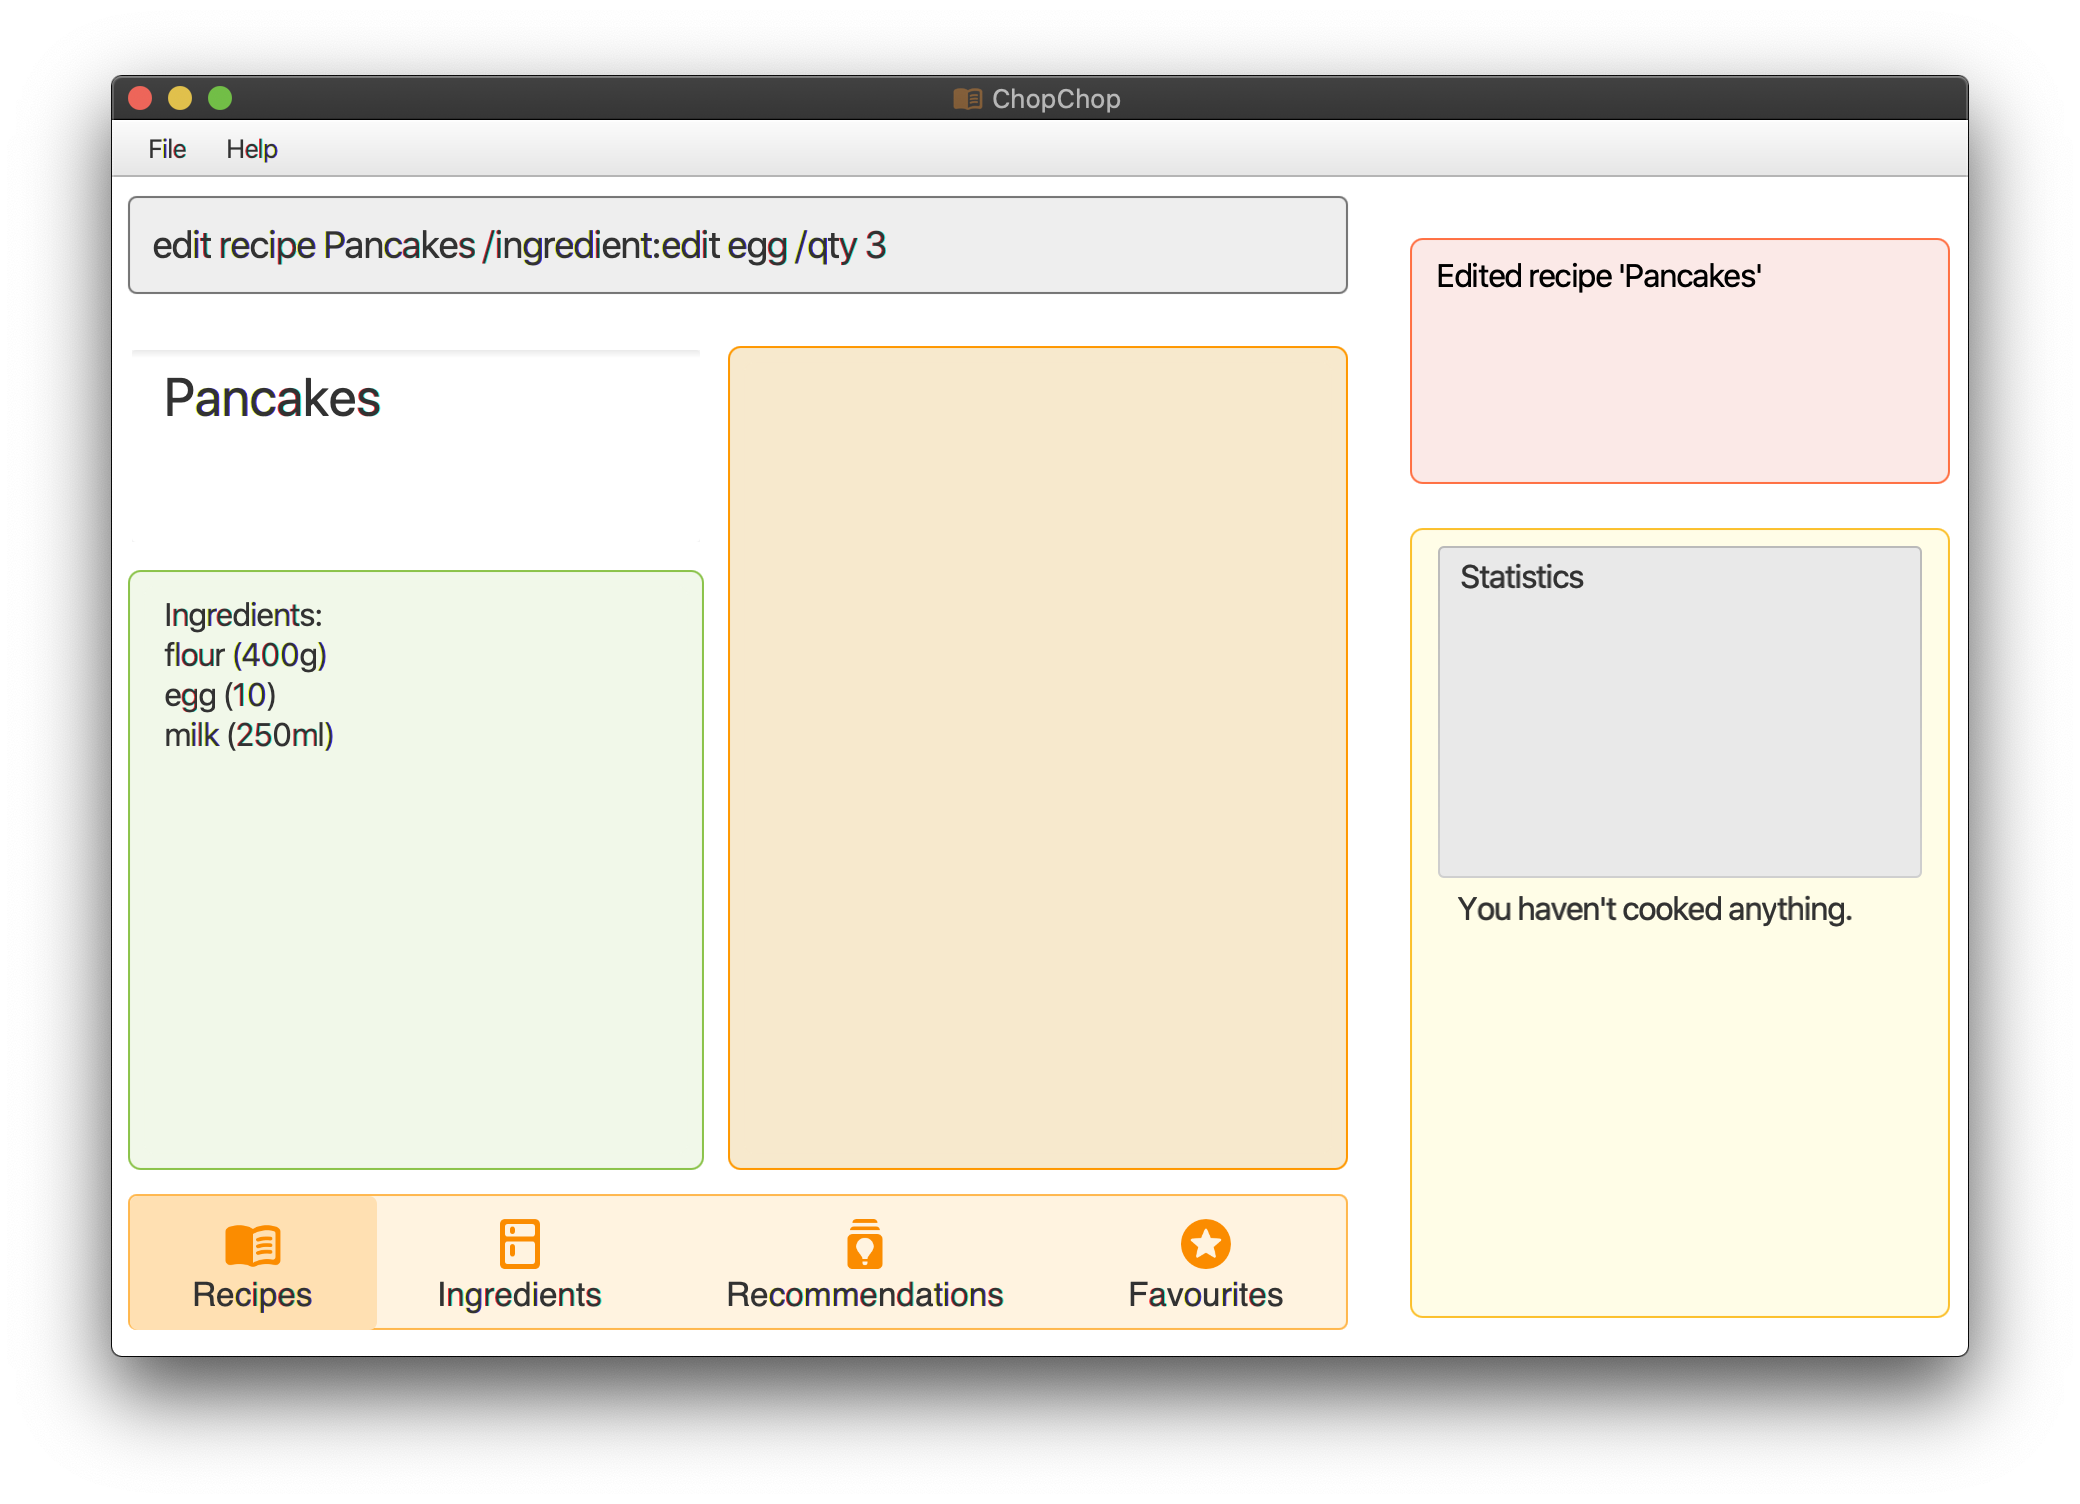 ChopChop
File Help
edit recipe Pancakes /ingredient:edit egg /qty 3
Edited recipe 'Pancakes'
Pancakes
Ingredients:
flour (400g)
egg (10)
milk (250ml)
Statistics
You haven't cooked anything.
Recipes Ingredients Recommendations Favourites